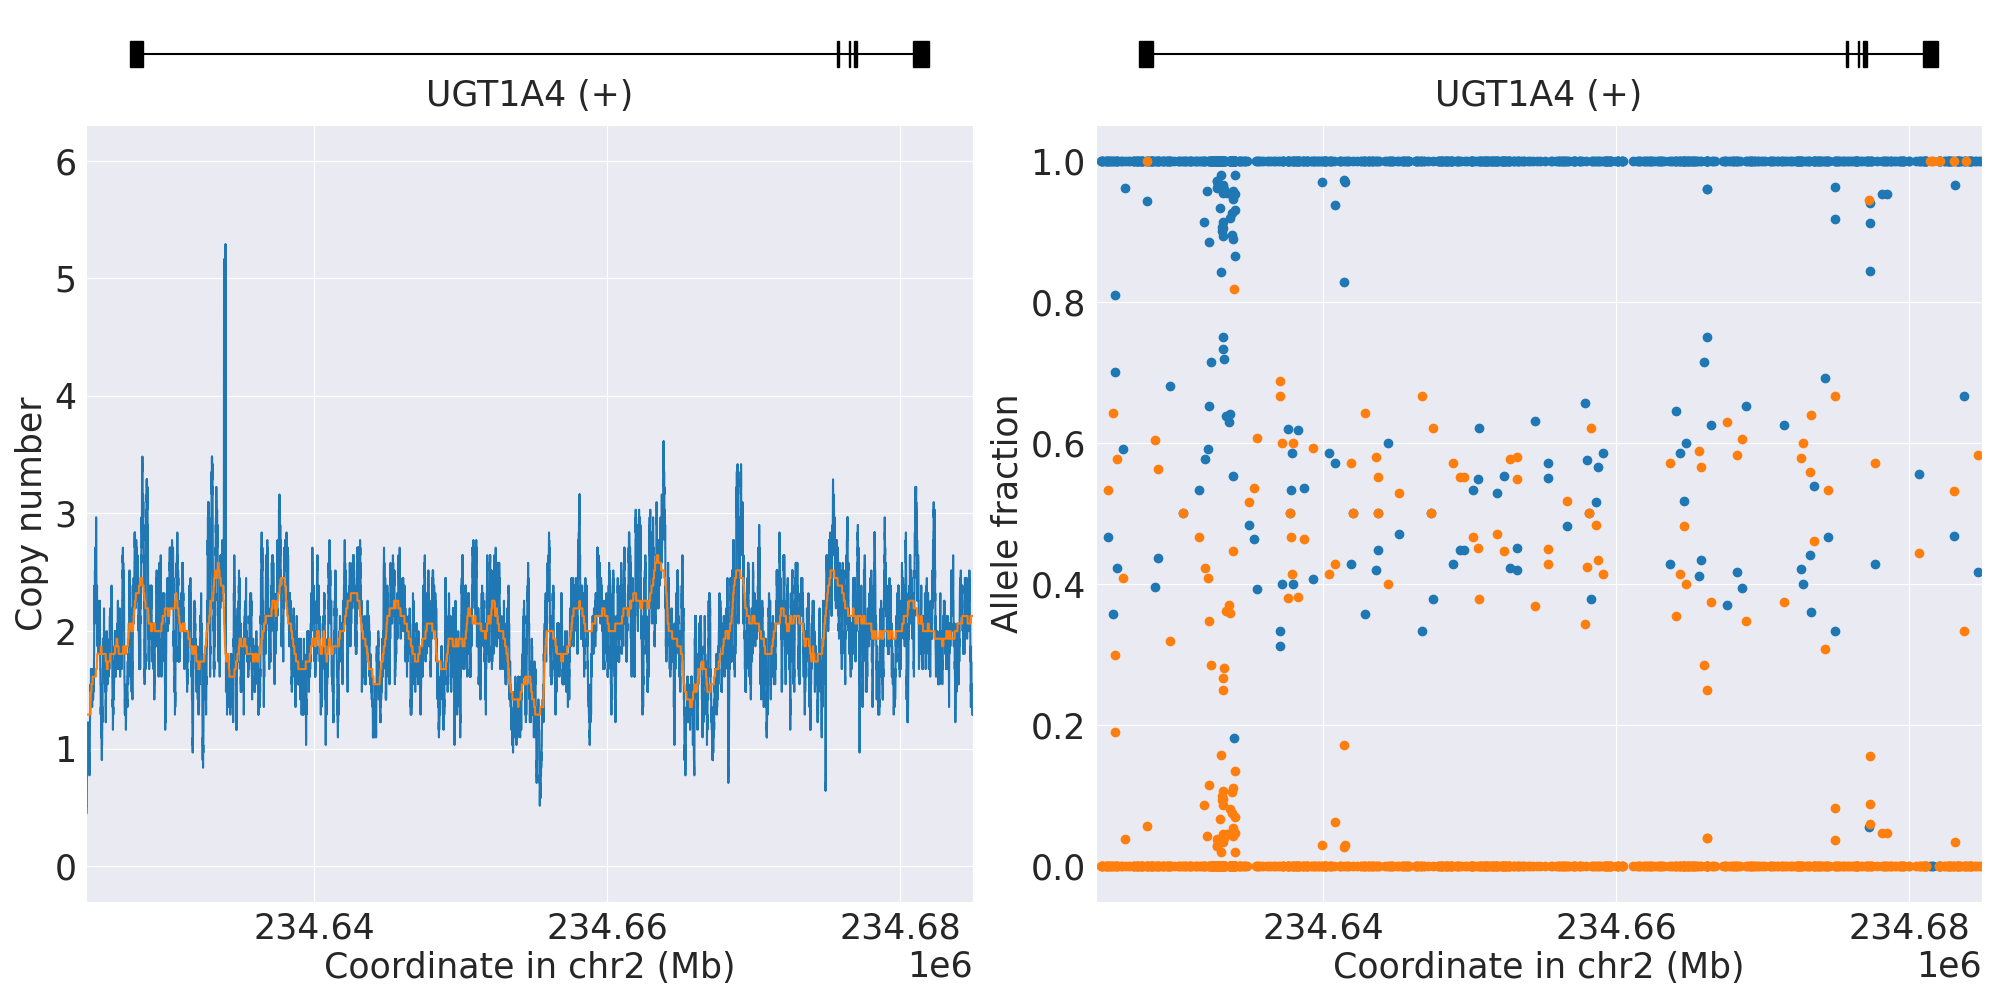 UGT1A4 (+)
6
5
4
3
2
1
0
Copy number
234.64
234.66
234.68
Coordinate in chr2 (Mb)
1e6
UGT1A4 (+)
1.0
0.8
0.6
0.4
0.2
0.0
Allele fraction
234.64
234.66
234.68
Coordinate in chr2 (Mb)
1e6